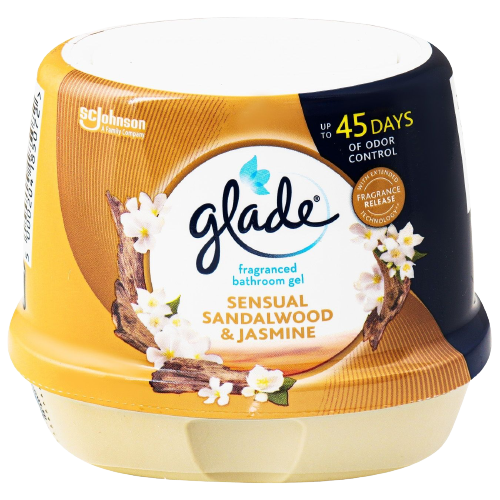 SC Johnson
A Family Company
UP TO 45 DAYS
OF ODOR
CONTROL
WITH EXTENDED
FRAGRANCE
RELEASE
TECHNOLOGY
glade®
fragranced
bathroom gel
SENSUAL
SANDALWOOD
& JASMINE